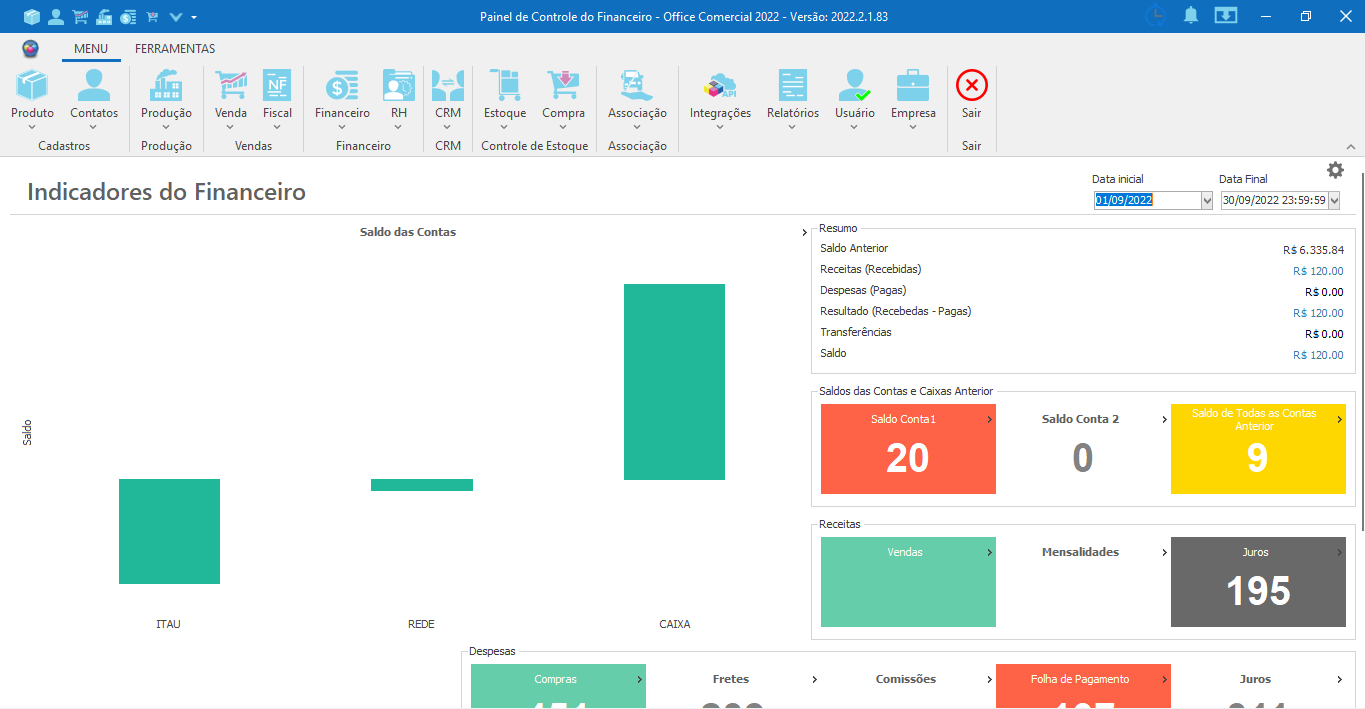 Painel de Controle do Financeiro - Office Comercial 2022 - Versão: 2022.2.1.83
MENU FERRAMENTAS
NF API
Produto Contatos Produção Venda Fiscal Financeiro RH CRM Estoque Compra Associação Integrações Relatórios Usuário Empresa Sair
Cadastros Produção Vendas Financeiro CRM Controle de Estoque Associação Sair
Indicadores do Financeiro
Data inicial Data Final
01/09/2022 30/09/2022 23:59:59
Saldo das Contas
Saldo
ITAU REDE CAIXA
Resumo
Saldo Anterior R$ 6.335.84
Receitas (Recebidas) R$ 120.00
Despesas (Pagas) R$ 0.00
Resultado (Recebedas - Pagas) R$ 120.00
Transferências R$ 0.00
Saldo R$ 120.00
Saldos das Contas e Caixas Anterior
Saldo Conta1
20
Saldo Conta 2
0
Saldo de Todas as Contas
Anterior
9
Receitas
Vendas
Mensalidades
Juros
195
Despesas
Compras Fretes Comissões Folha de Pagamento Juros